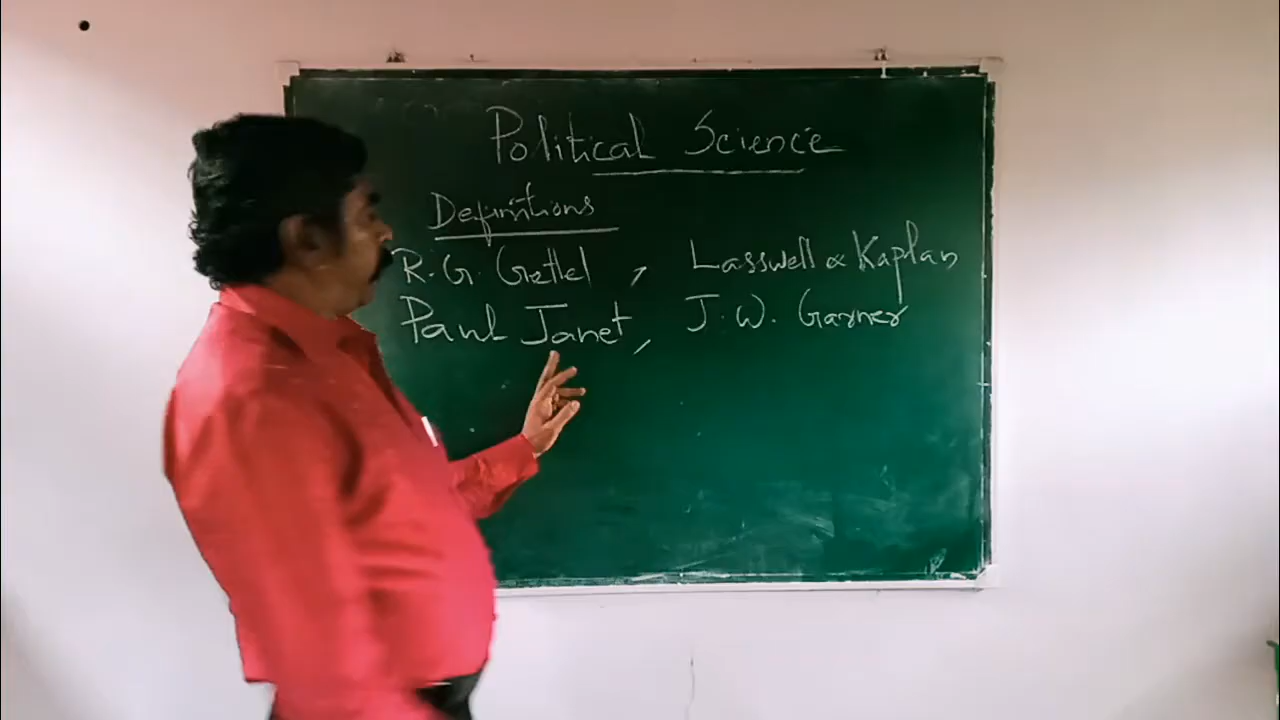 Political Science
Definitions
R.G. Gettel, Lasswell & Kaplan
Paul Janet, J.W. Garner